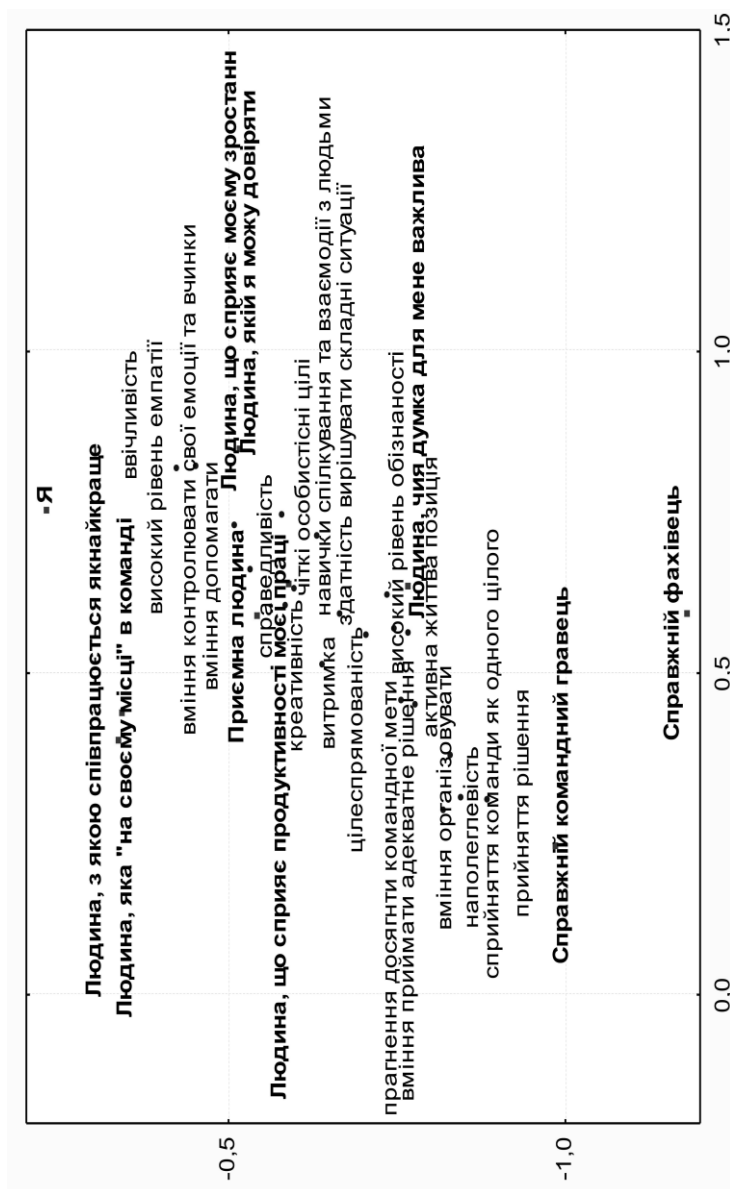 Я
Людина, з якою співпрацюється якнайкраще
Людина, яка "на своєму місці" в команді
ввічливість
високий рівень емпатії
вміння контролювати свої емоції та вчинки
вміння допомагати
-0,5
Людина, що сприяє моєму зростанн
Приємна людина
Людина, якій я можу довіряти
справедливість
Людина, що сприяє продуктивності моєї праці
креативність
чіткі особистісні цілі
витримка
навички спілкування та взаємодії з людьми
здатність вирішувати складні ситуації
цілеспрямованість
прагнення досягнти командної мети
високий рівень обізнаності
вміння приймати адекватне рішення
Людина, чия думка для мене важлива
активна життва позиція
вміння організовувати
наполеглевість
сприйняття команди як одного цілого
прийняття рішення
-1,0
Справжній командний гравець
Справжній фахівець
0.0
0.5
1.0
1.5